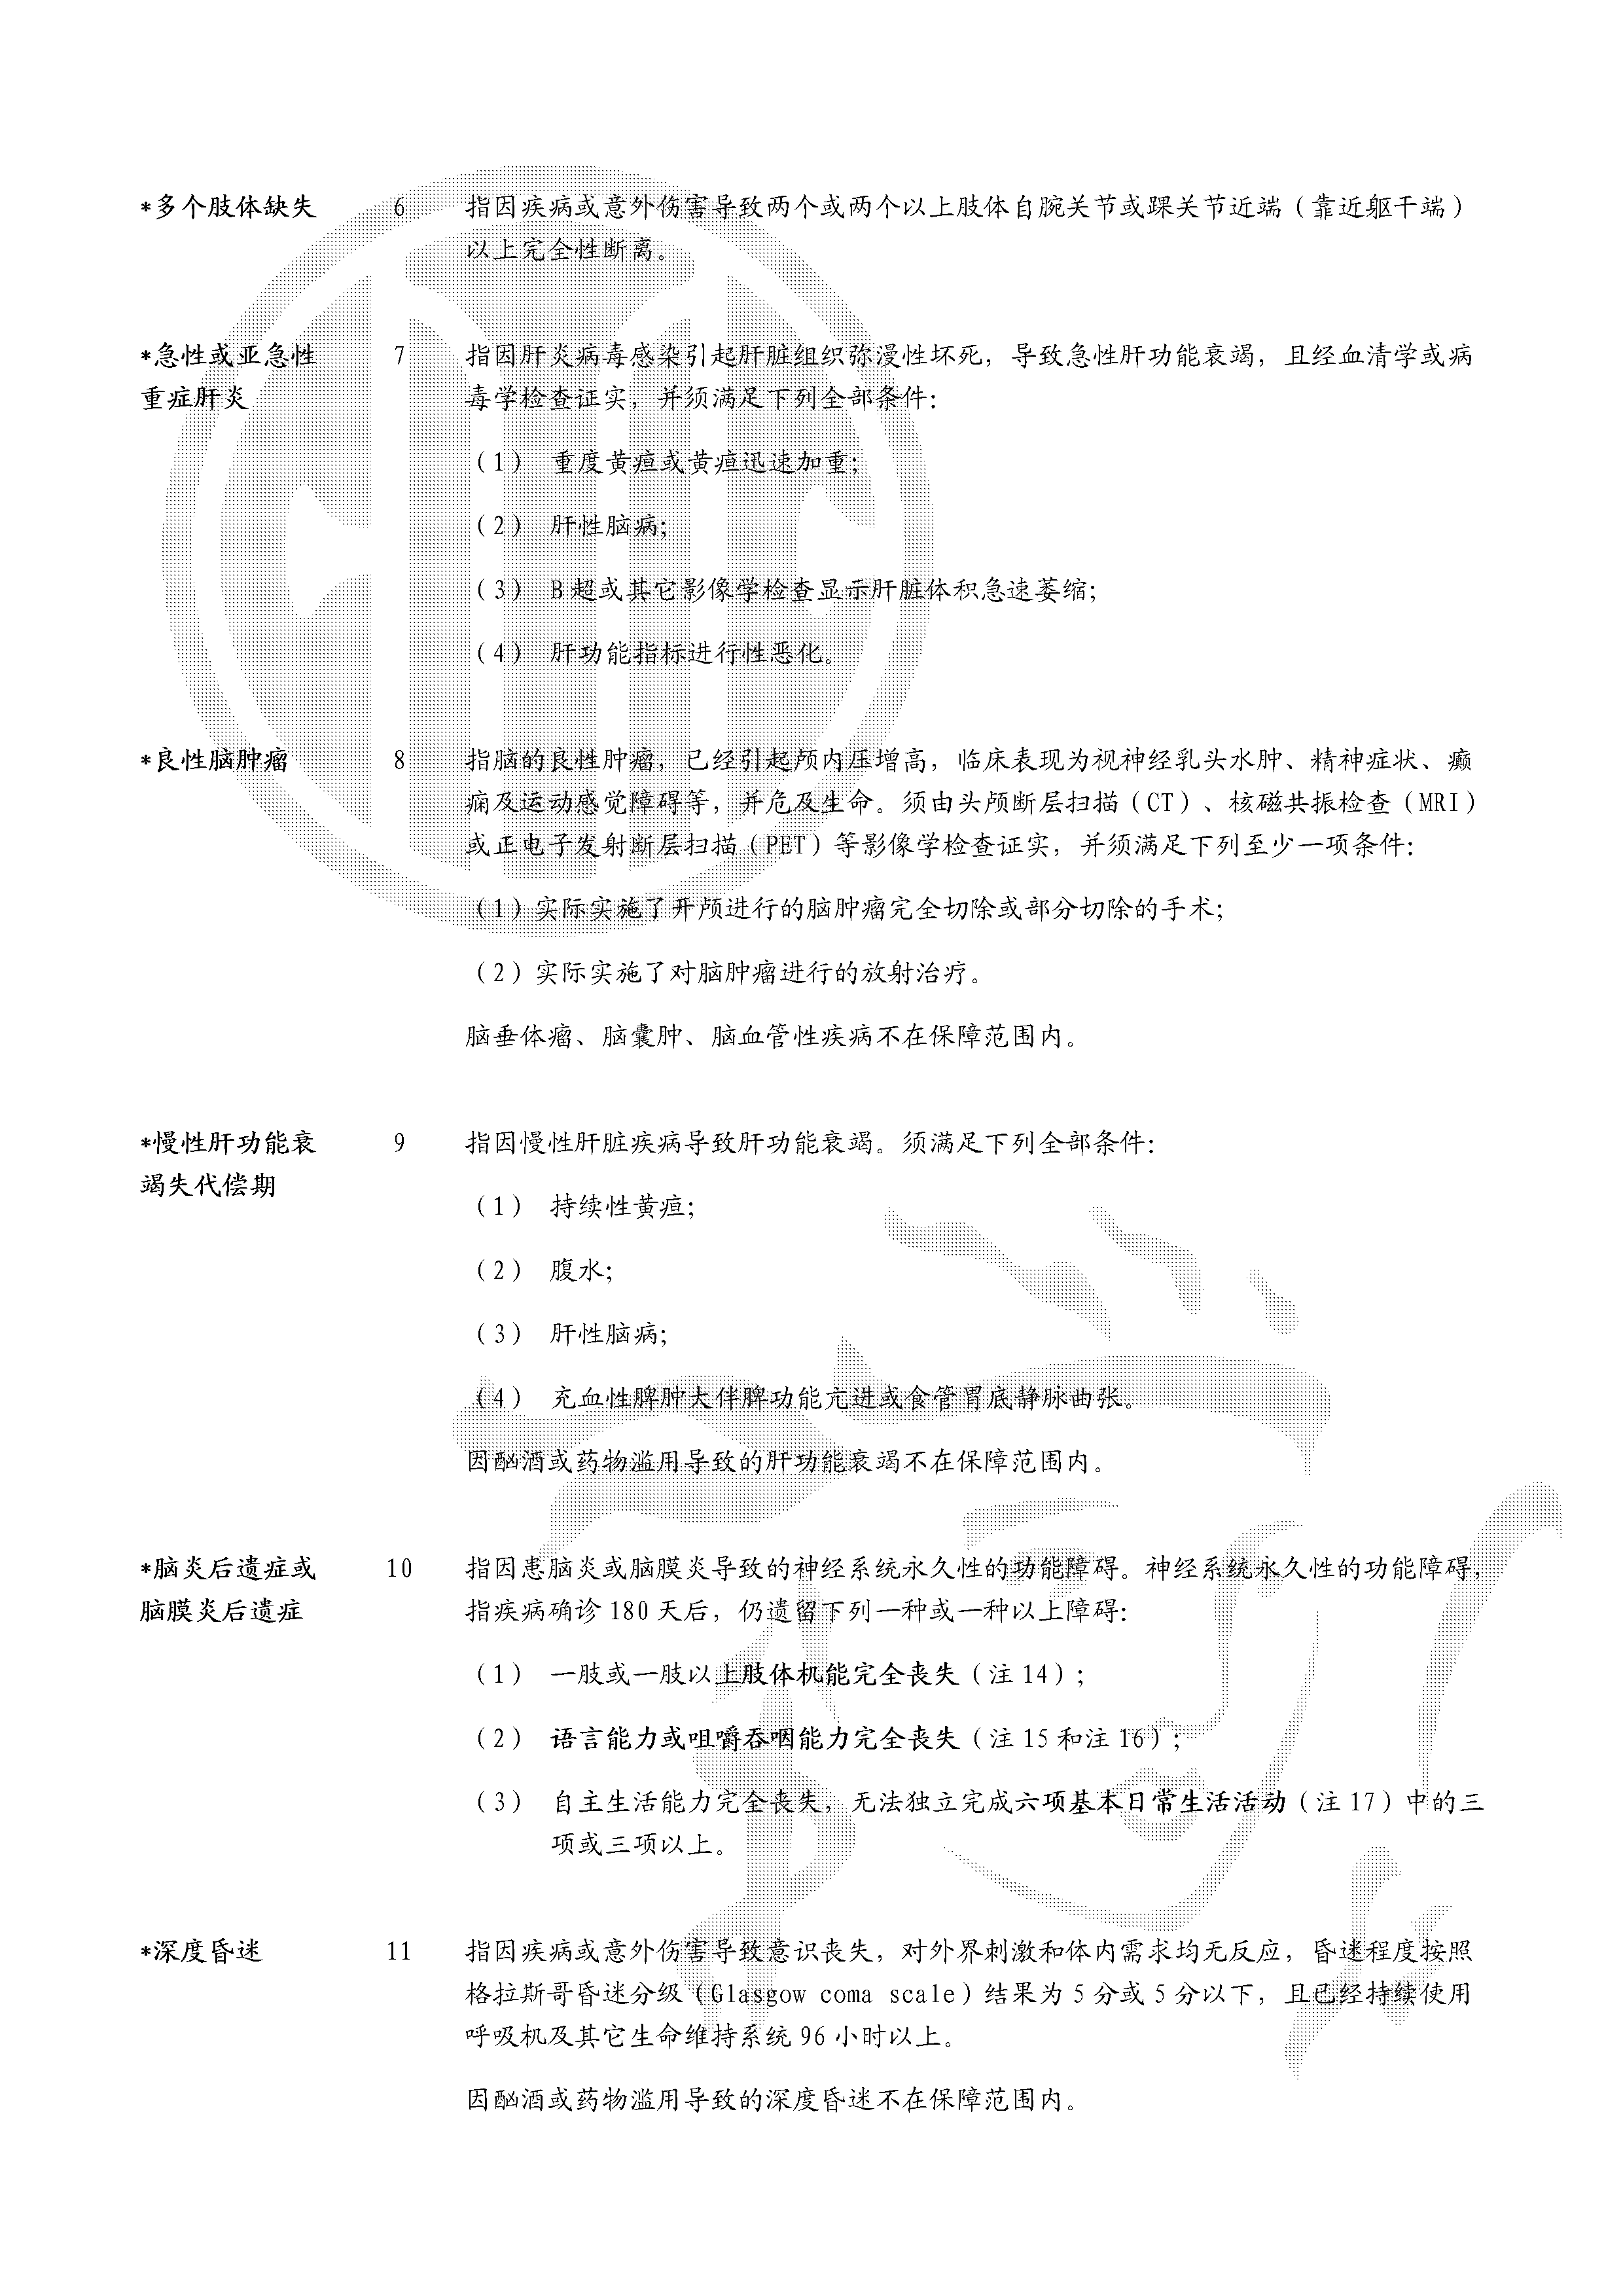 *多个肢体缺失 6 指因疾病或意外伤害导致两个或两个以上肢体自腕关节或踝关节近端（靠近躯干端）
以上完全性断离。
*急性或亚急性 7 指因肝炎病毒感染引起肝脏组织弥漫性坏死，导致急性肝功能衰竭，且经血清学或病
重症肝炎 毒学检查证实，并须满足下列全部条件：
（1） 重度黄疸或黄疸迅速加重；
（2） 肝性脑病；
（3） B超或其它影像学检查显示肝脏体积急速萎缩；
（4） 肝功能指标进行性恶化。
*良性脑肿瘤 8 指脑的良性肿瘤，已经引起颅内压增高，临床表现为视神经乳头水肿、精神症状、癫
痫及运动感觉障碍等，并危及生命。须由头颅断层扫描（CT）、核磁共振检查（MRI）
或正电子发射断层扫描（PET）等影像学检查证实，并须满足下列至少一项条件：
（1）实际实施了开颅进行的脑肿瘤完全切除或部分切除的手术；
（2）实际实施了对脑肿瘤进行的放射治疗。
脑垂体瘤、脑囊肿、脑血管性疾病不在保障范围内。
*慢性肝功能衰 9 指因慢性肝脏疾病导致肝功能衰竭。须满足下列全部条件：
竭失代偿期
（1） 持续性黄疸；
（2） 腹水；
（3） 肝性脑病；
（4） 充血性脾肿大伴脾功能亢进或食管胃底静脉曲张。
因酗酒或药物滥用导致的肝功能衰竭不在保障范围内。
*脑炎后遗症或 10 指因患脑炎或脑膜炎导致的神经系统永久性的功能障碍。神经系统永久性的功能障碍，
脑膜炎后遗症 指疾病确诊180天后，仍遗留下列一种或一种以上障碍：
（1） 一肢或一肢以上肢体机能完全丧失（注14）；
（2） 语言能力或咀嚼吞咽能力完全丧失（注15和注16）；
（3） 自主生活能力完全丧失，无法独立完成六项基本日常生活活动（注17）中的三
项或三项以上。
*深度昏迷 11 指因疾病或意外伤害导致意识丧失，对外界刺激和体内需求均无反应，昏迷程度按照
格拉斯哥昏迷分级（Glasgow coma scale）结果为5分或5分以下，且已经持续使用
呼吸机及其它生命维持系统96小时以上。
因酗酒或药物滥用导致的深度昏迷不在保障范围内。